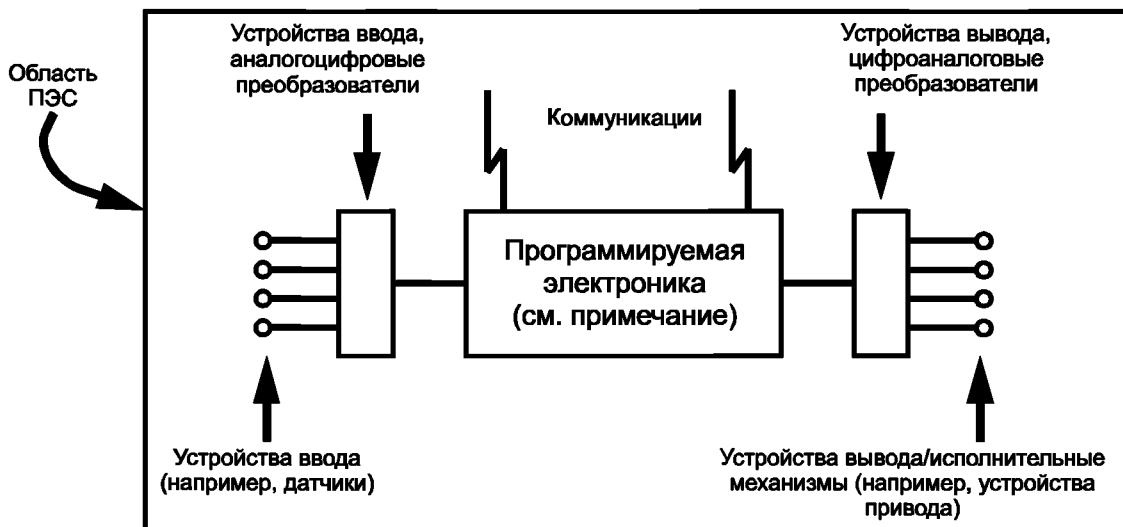 Область
ПЭС
Устройства ввода,
аналогоцифровые
преобразователи
Коммуникации
Устройства вывода,
цифроаналоговые
преобразователи
Программируемая
электроника
(см. примечание)
Устройства ввода
(например, датчики)
Устройства вывода/исполнительные
механизмы (например, устройства
привода)